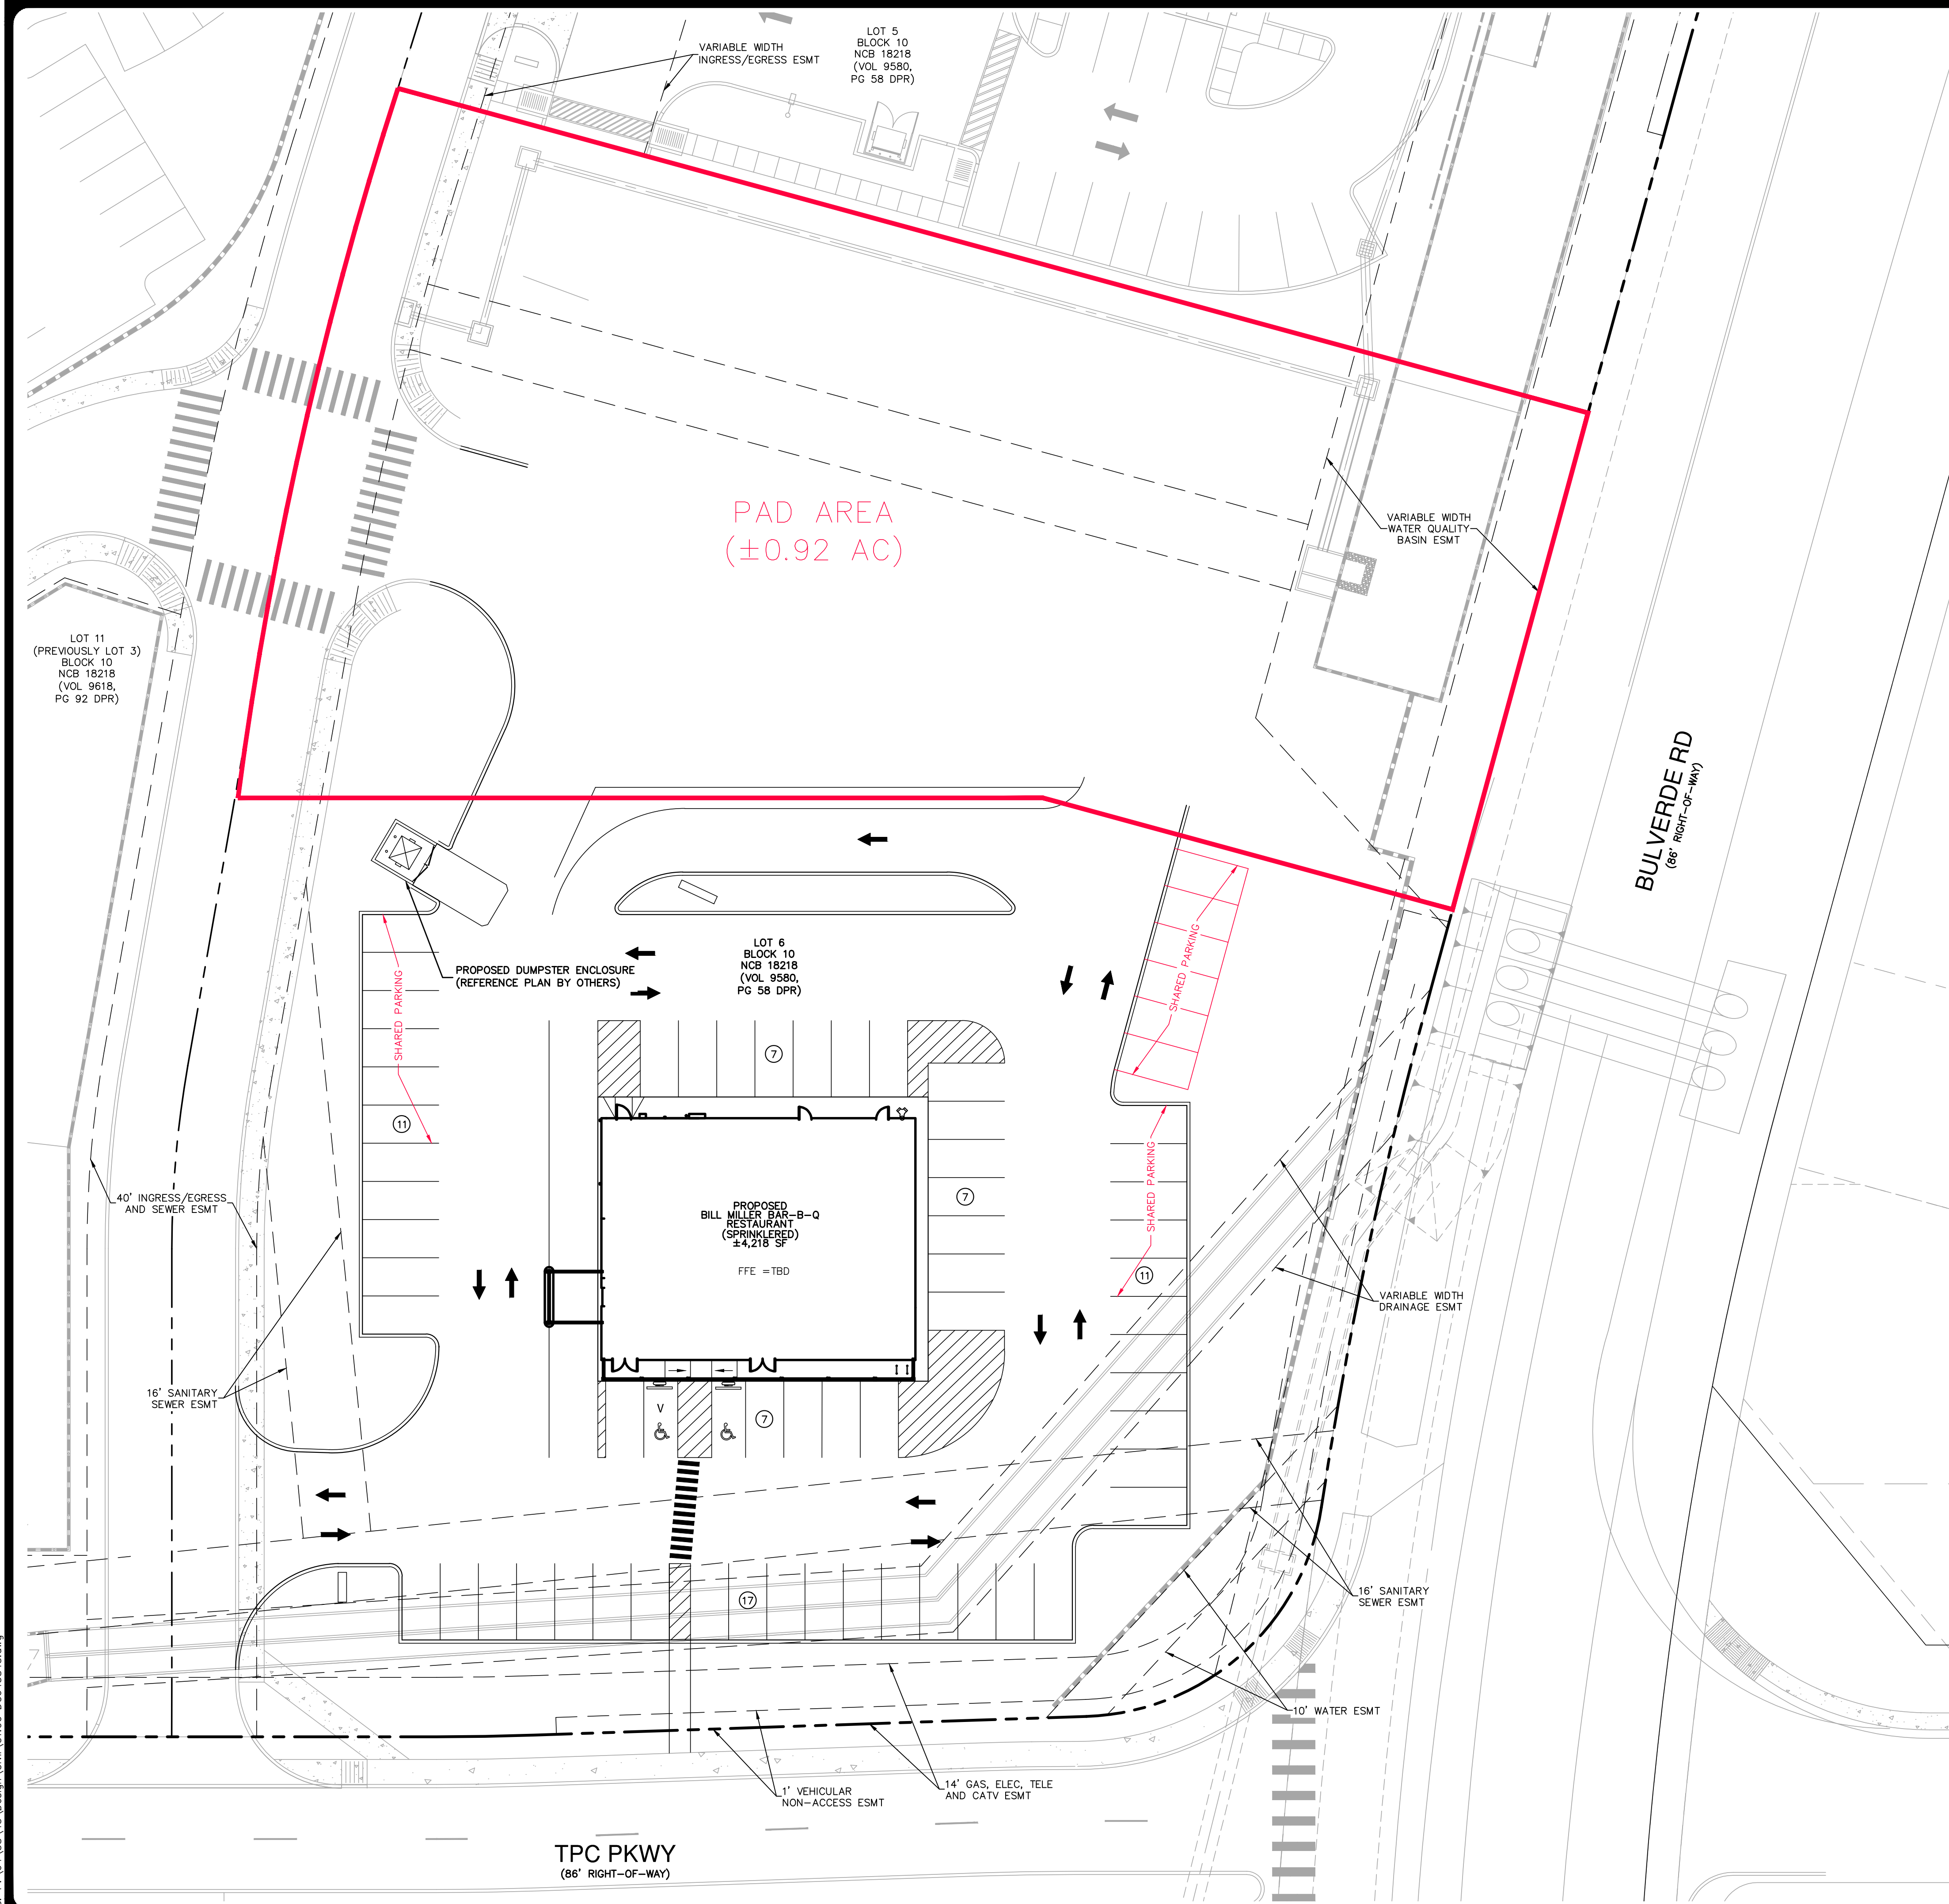 VARIABLE WIDTH
INGRESS/EGRESS ESMT
LOT 5
BLOCK 10
NCB 18218
(VOL 9580,
PG 58 DPR)
PAD AREA
(±0.92 AC)
VARIABLE WIDTH
WATER QUALITY
BASIN ESMT
LOT 11
(PREVIOUSLY LOT 3)
BLOCK 10
NCB 18218
(VOL 9618,
PG 92 DPR)
BULVERDE RD
(86' RIGHT-OF-WAY)
LOT 6
BLOCK 10
NCB 18218
(VOL 9580,
PG 58 DPR)
PROPOSED DUMPSTER ENCLOSURE
(REFERENCE PLAN BY OTHERS)
SHARED PARKING
SHARED PARKING
7
11
SHARED PARKING
7
40' INGRESS/EGRESS
AND SEWER ESMT
PROPOSED
BILL MILLER BAR-B-Q
RESTAURANT
(SPRINKLERED)
±4,218 SF
FFE =TBD
11
VARIABLE WIDTH
DRAINAGE ESMT
16' SANITARY
SEWER ESMT
V
7
17
16' SANITARY
SEWER ESMT
10' WATER ESMT
1' VEHICULAR
NON-ACCESS ESMT
14' GAS, ELEC, TELE
AND CATV ESMT
TPC PKWY
(86' RIGHT-OF-WAY)